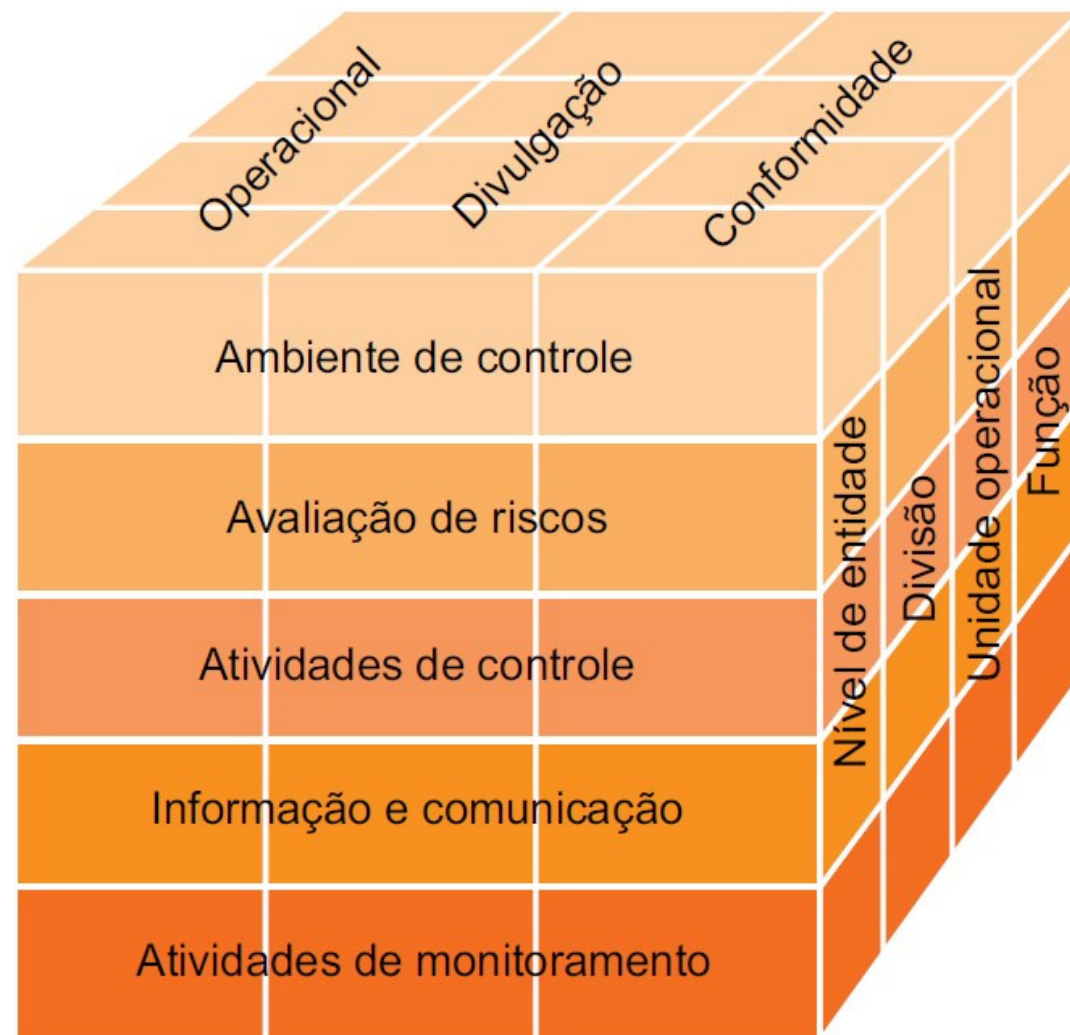 Operacional
Divulgação
Conformidade
Ambiente de controle
Avaliação de riscos
Atividades de controle
Informação e comunicação
Atividades de monitoramento
Nível de entidade
Divisão
Unidade operacional
Função